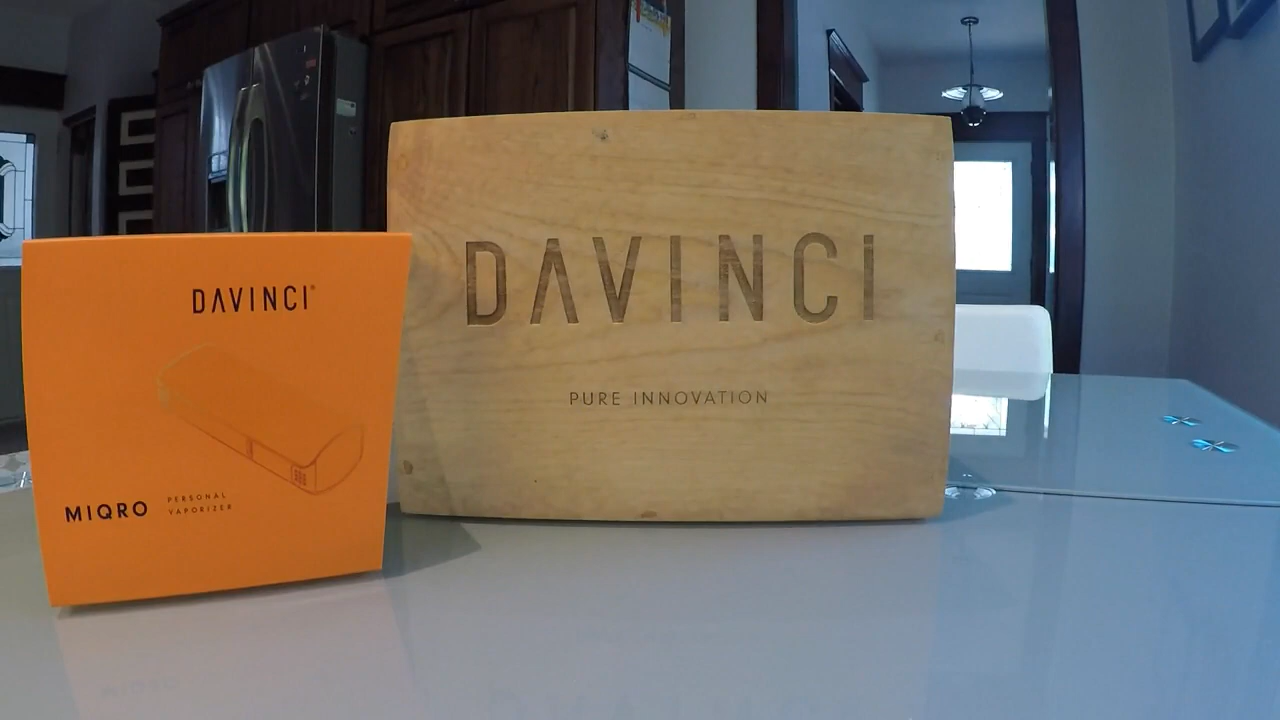 DAVINCI®
MIQRO
PERSONAL
VAPORIZER
DAVINCI
PURE INNOVATION